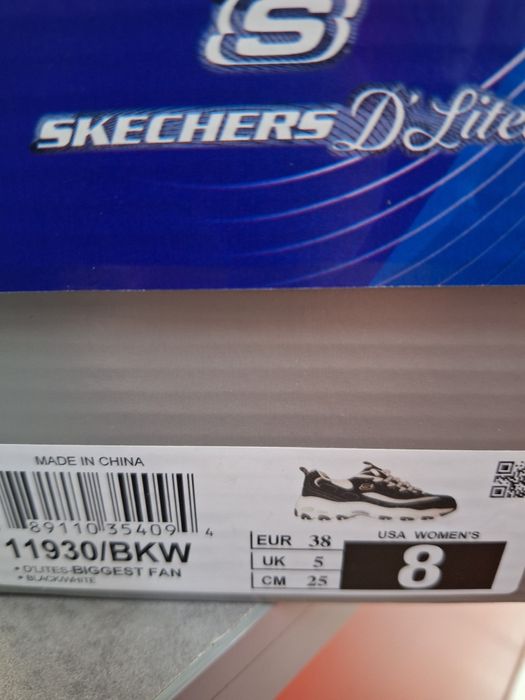 S
SKECHERS D'Lite
MADE IN CHINA
89110 35409 4
11930/BKW
• D'LITES-BIGGEST FAN
• BLACK/WHITE
EUR 38
UK 5
CM 25
USA WOMEN'S
8